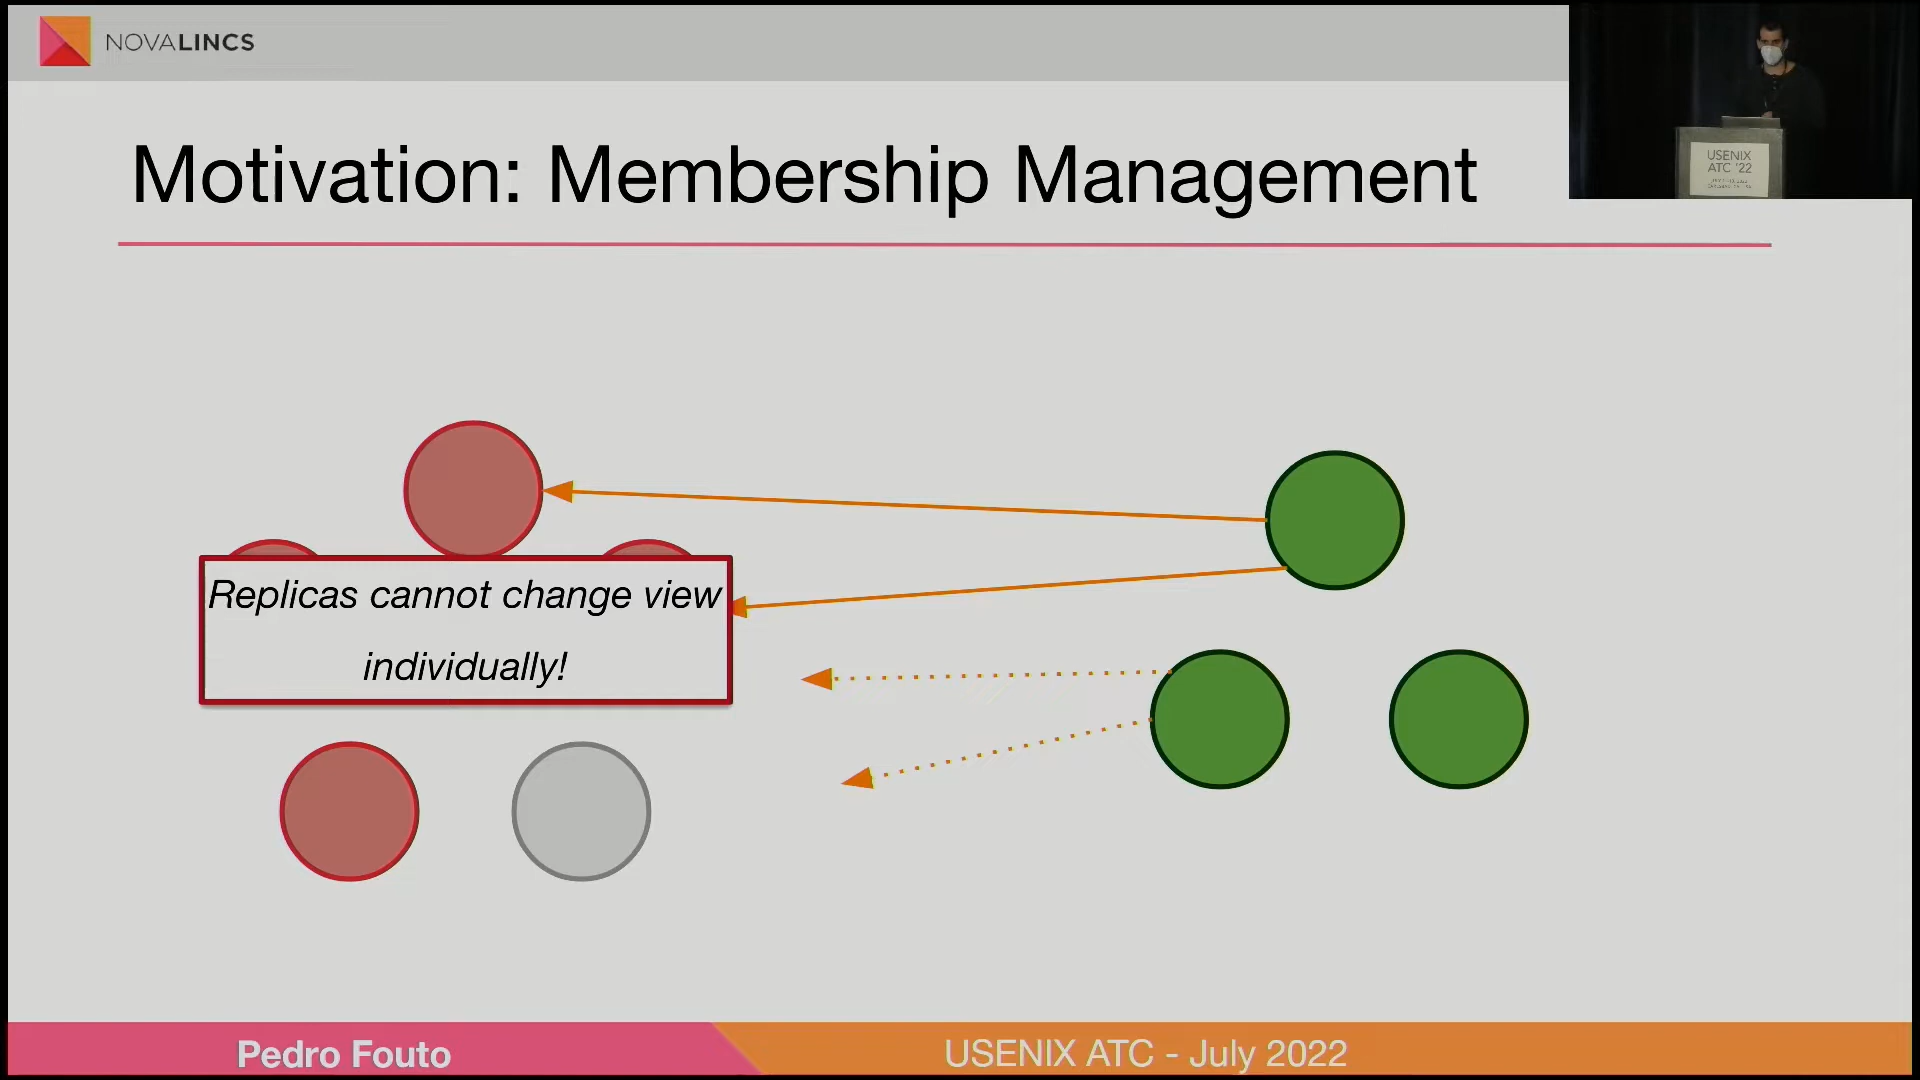 NOVALINCS
Motivation: Membership Management
USENIX
ATC '22
Replicas cannot change view
individually!
Pedro Fouto
USENIX ATC - July 2022